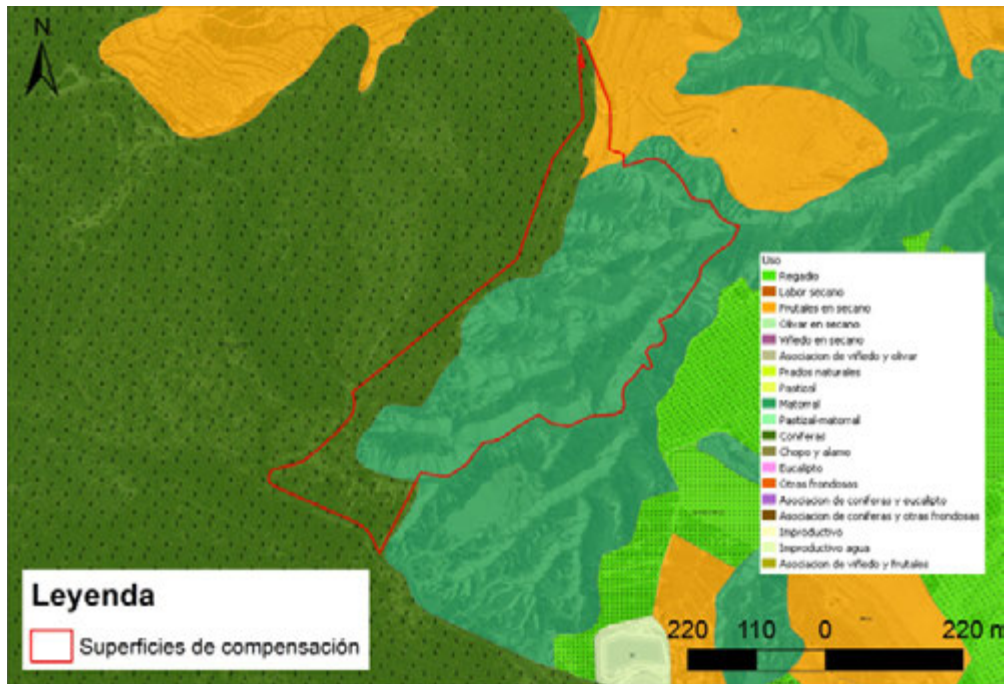 N
Uso
Regadio
Labor secano
Frutales en secano
Olivar en secano
Viñedo en secano
Asociacion de viñedo y olivar
Prados naturales
Pastizal
Matorral
Pastizal-matorral
Coniferas
Chopo y alamo
Eucalipto
Otras frondosas
Asociacion de coniferas y eucalipto
Asociacion de coniferas y otras frondosas
Improductivo
Improductivo agua
Asociacion de viñedo y frutales
Leyenda
Superficies de compensación
220 110 0 220 m